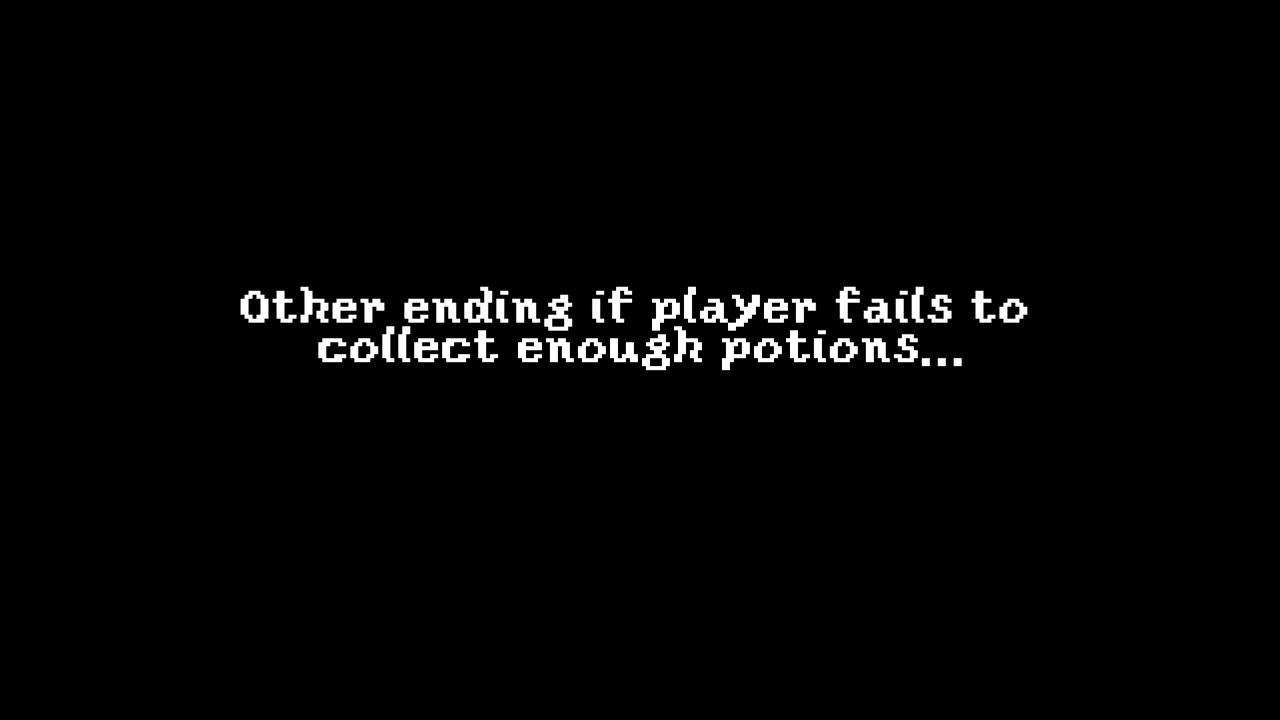 Other ending if player fails to
collect enough potions...